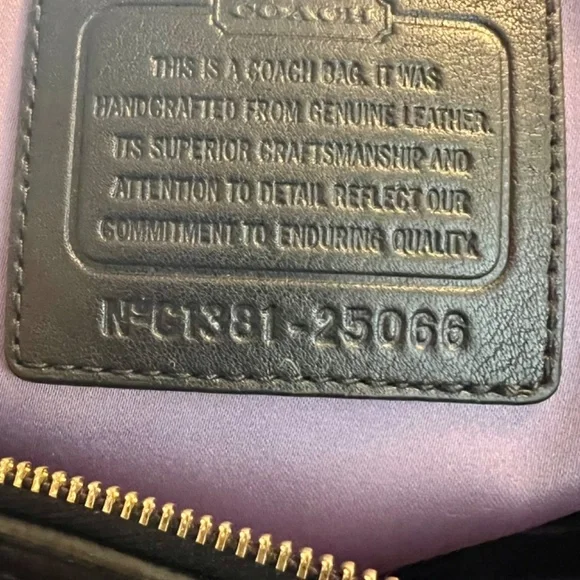 COACH
THIS IS A COACH BAG. IT WAS
HANDCRAFTED FROM GENUINE LEATHER.
ITS SUPERIOR CRAFTSMANSHIP AND
ATTENTION TO DETAIL REFLECT OUR
COMMITMENT TO ENDURING QUALITY.
Nº C1381-25066